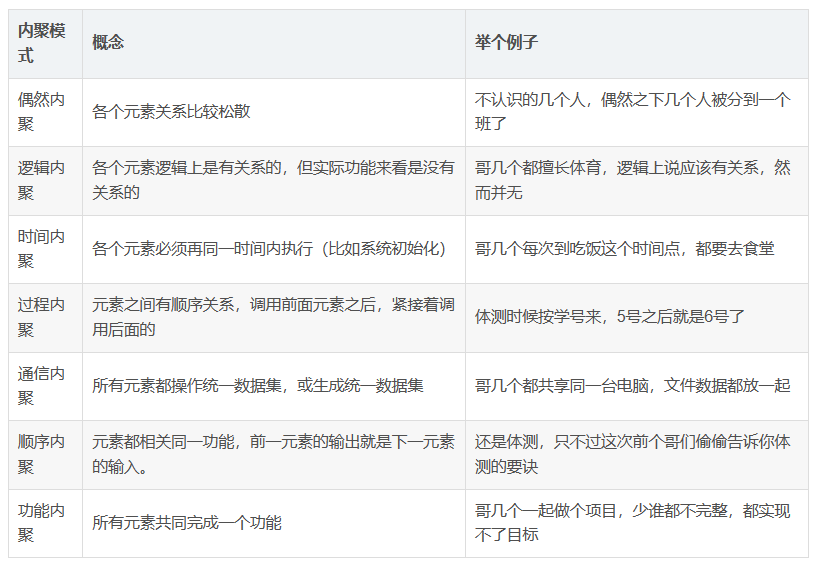 内聚模
式
概念
举个例子
偶然内
聚
各个元素关系比较松散
不认识的几个人，偶然之下几个人被分到一个
班了
逻辑内
聚
各个元素逻辑上是有关系的，但实际功能来看是没有
关系的
哥几个都擅长体育，逻辑上说应该有关系，然
而并无
时间内
聚
各个元素必须再同一时间内执行（比如系统初始化）
哥几个每次到吃饭这个时间点，都要去食堂
过程内
聚
元素之间有顺序关系，调用前面元素之后，紧接着调
用后面的
体测时候按学号来，5号之后就是6号了
通信内
聚
所有元素都操作统一数据集，或生成统一数据集
哥几个都共享同一台电脑，文件数据都放一起
顺序内
聚
元素都相关同一功能，前一元素的输出就是下一元素
的输入。
还是体测，只不过这次前个哥们偷偷告诉你体
测的要诀
功能内
聚
所有元素共同完成一个功能
哥几个一起做个项目，少谁都不完整，都实现
不了目标